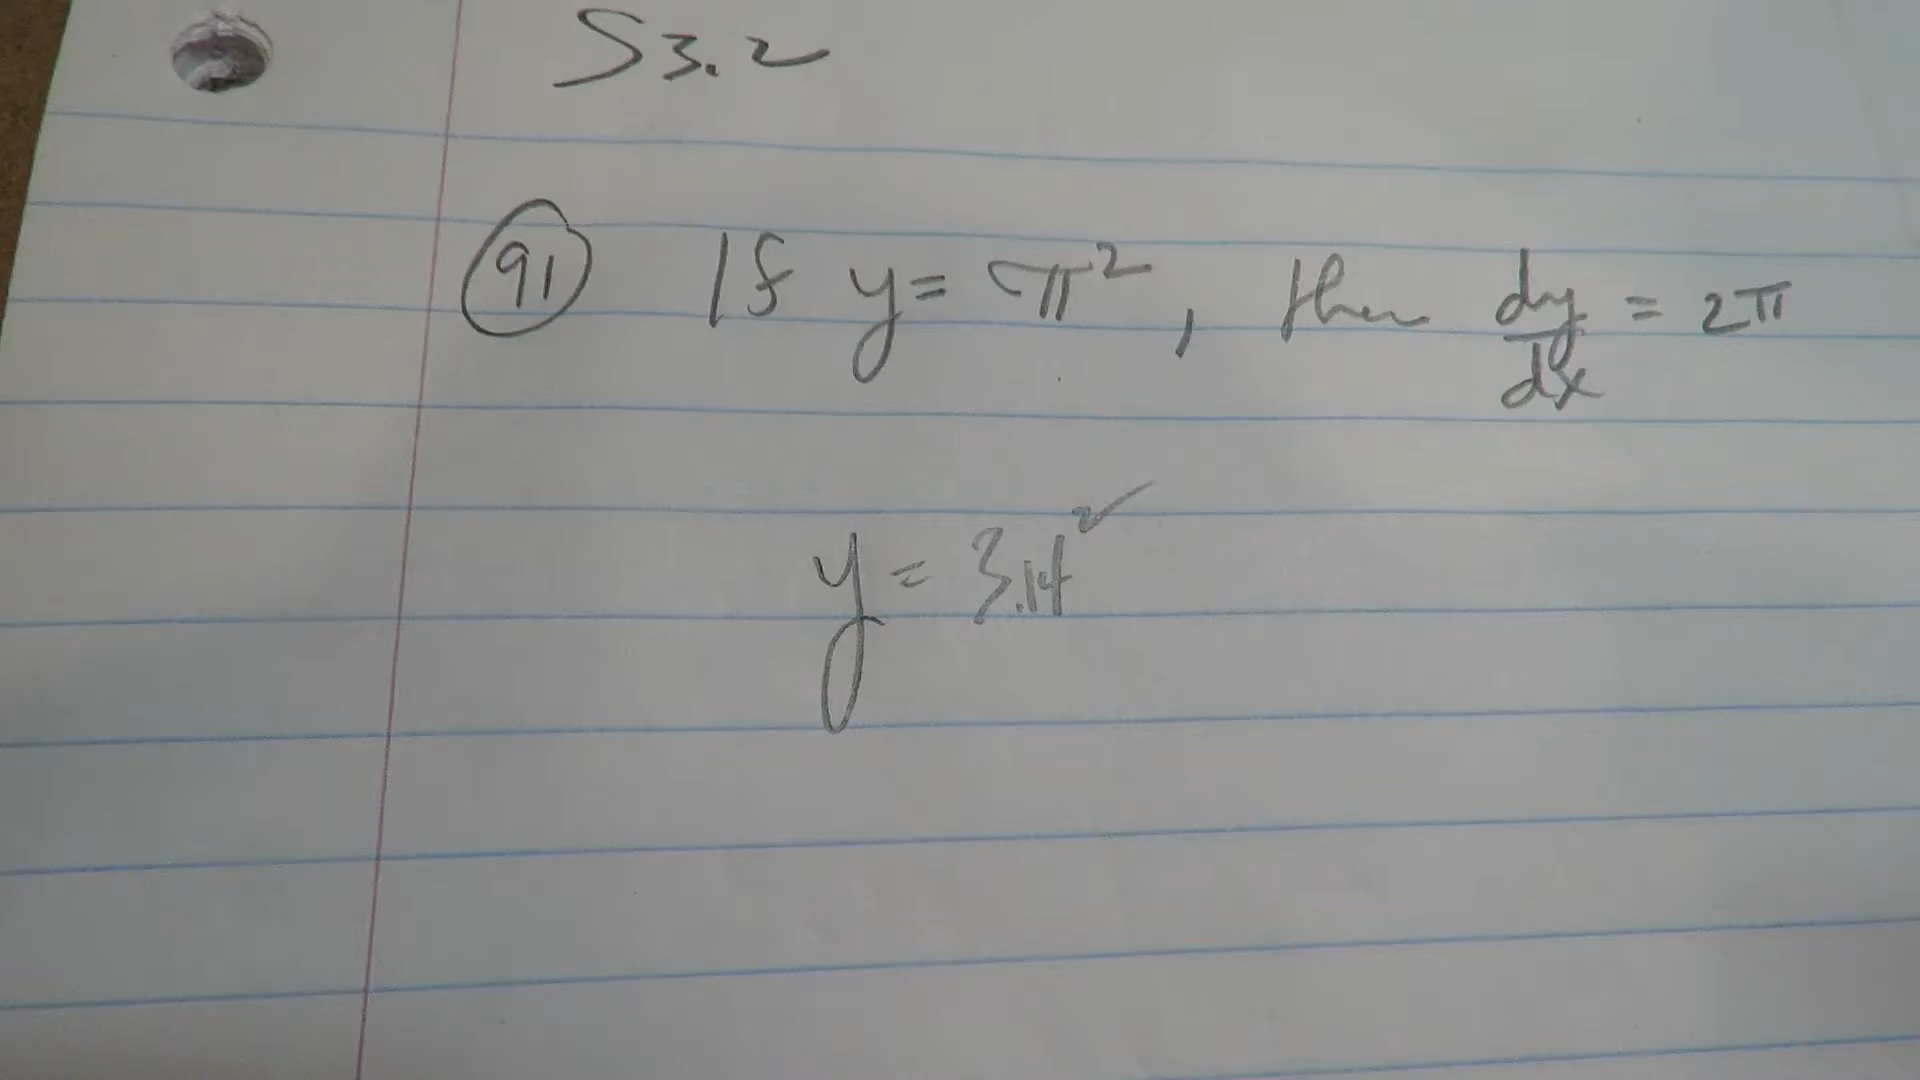 S3.2
91 If y = π², then dy/dx = 2π
y = 3.14²